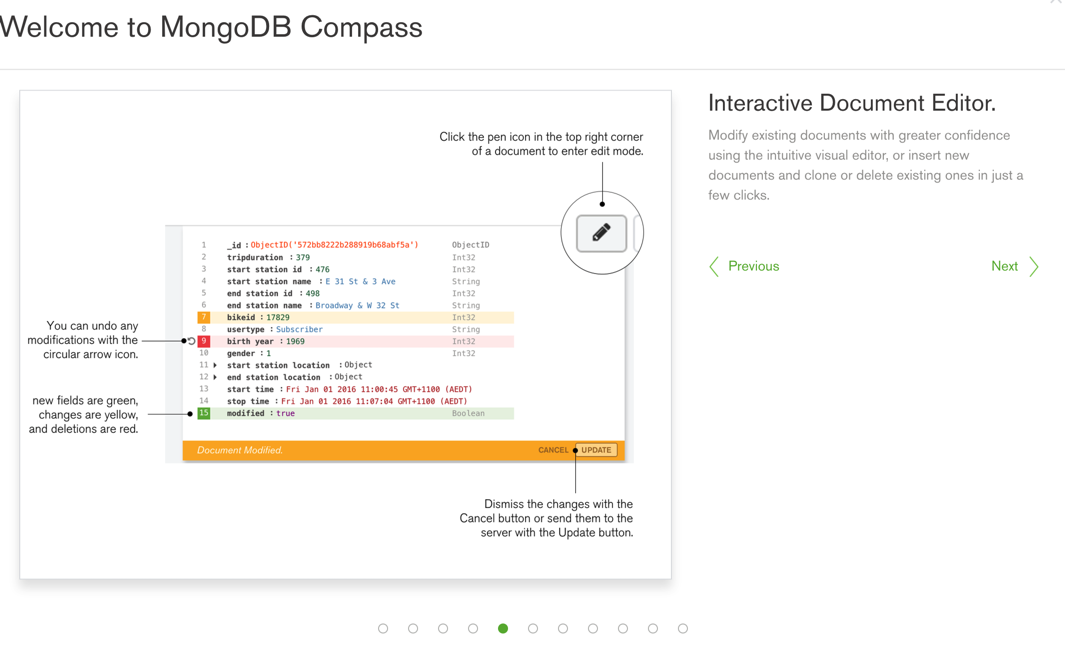 Welcome to MongoDB Compass
Interactive Document Editor.
Modify existing documents with greater confidence
using the intuitive visual editor, or insert new
documents and clone or delete existing ones in just a
few clicks.
Previous
Next
Click the pen icon in the top right corner
of a document to enter edit mode.
1 _id : ObjectID('572bb8222b288919b68abf5a') ObjectID
2 tripduration : 379 Int32
3 start station id : 476 Int32
4 start station name : E 31 St & 3 Ave String
5 end station id : 498 Int32
6 end station name : Broadway & W 32 St String
7 bikeid : 17829 Int32
8 usertype : Subscriber String
9 birth year : 1969 Int32
10 gender : 1 Int32
11 start station location : Object
12 end station location : Object
13 start time : Fri Jan 01 2016 11:00:45 GMT+1100 (AEDT)
14 stop time : Fri Jan 01 2016 11:07:04 GMT+1100 (AEDT)
15 modified : true Boolean
Document Modified. CANCEL UPDATE
You can undo any
modifications with the
circular arrow icon.
new fields are green,
changes are yellow,
and deletions are red.
Dismiss the changes with the
Cancel button or send them to the
server with the Update button.